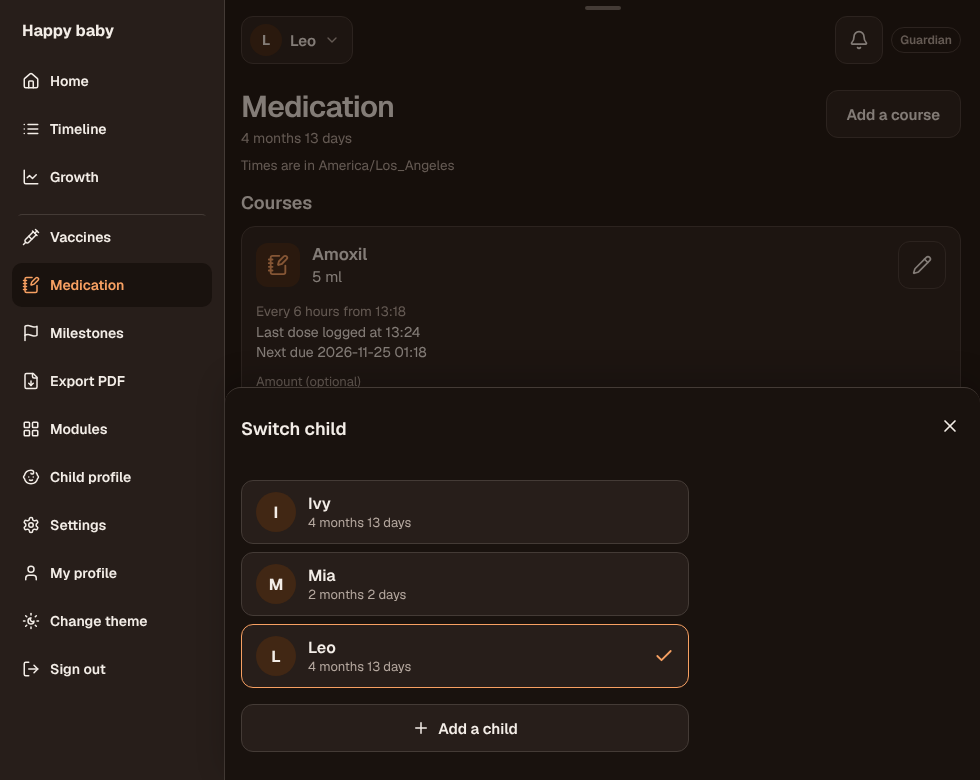 Happy baby
Home
Timeline
Growth
Vaccines
Medication
Milestones
Export PDF
Modules
Child profile
Settings
My profile
Change theme
Sign out
L Leo
Guardian
Medication
4 months 13 days
Times are in America/Los_Angeles
Add a course
Courses
Amoxil
5 ml
Every 6 hours from 13:18
Last dose logged at 13:24
Next due 2026-11-25 01:18
Amount (optional)
Switch child
I
Ivy
4 months 13 days
M
Mia
2 months 2 days
L
Leo
4 months 13 days
Add a child